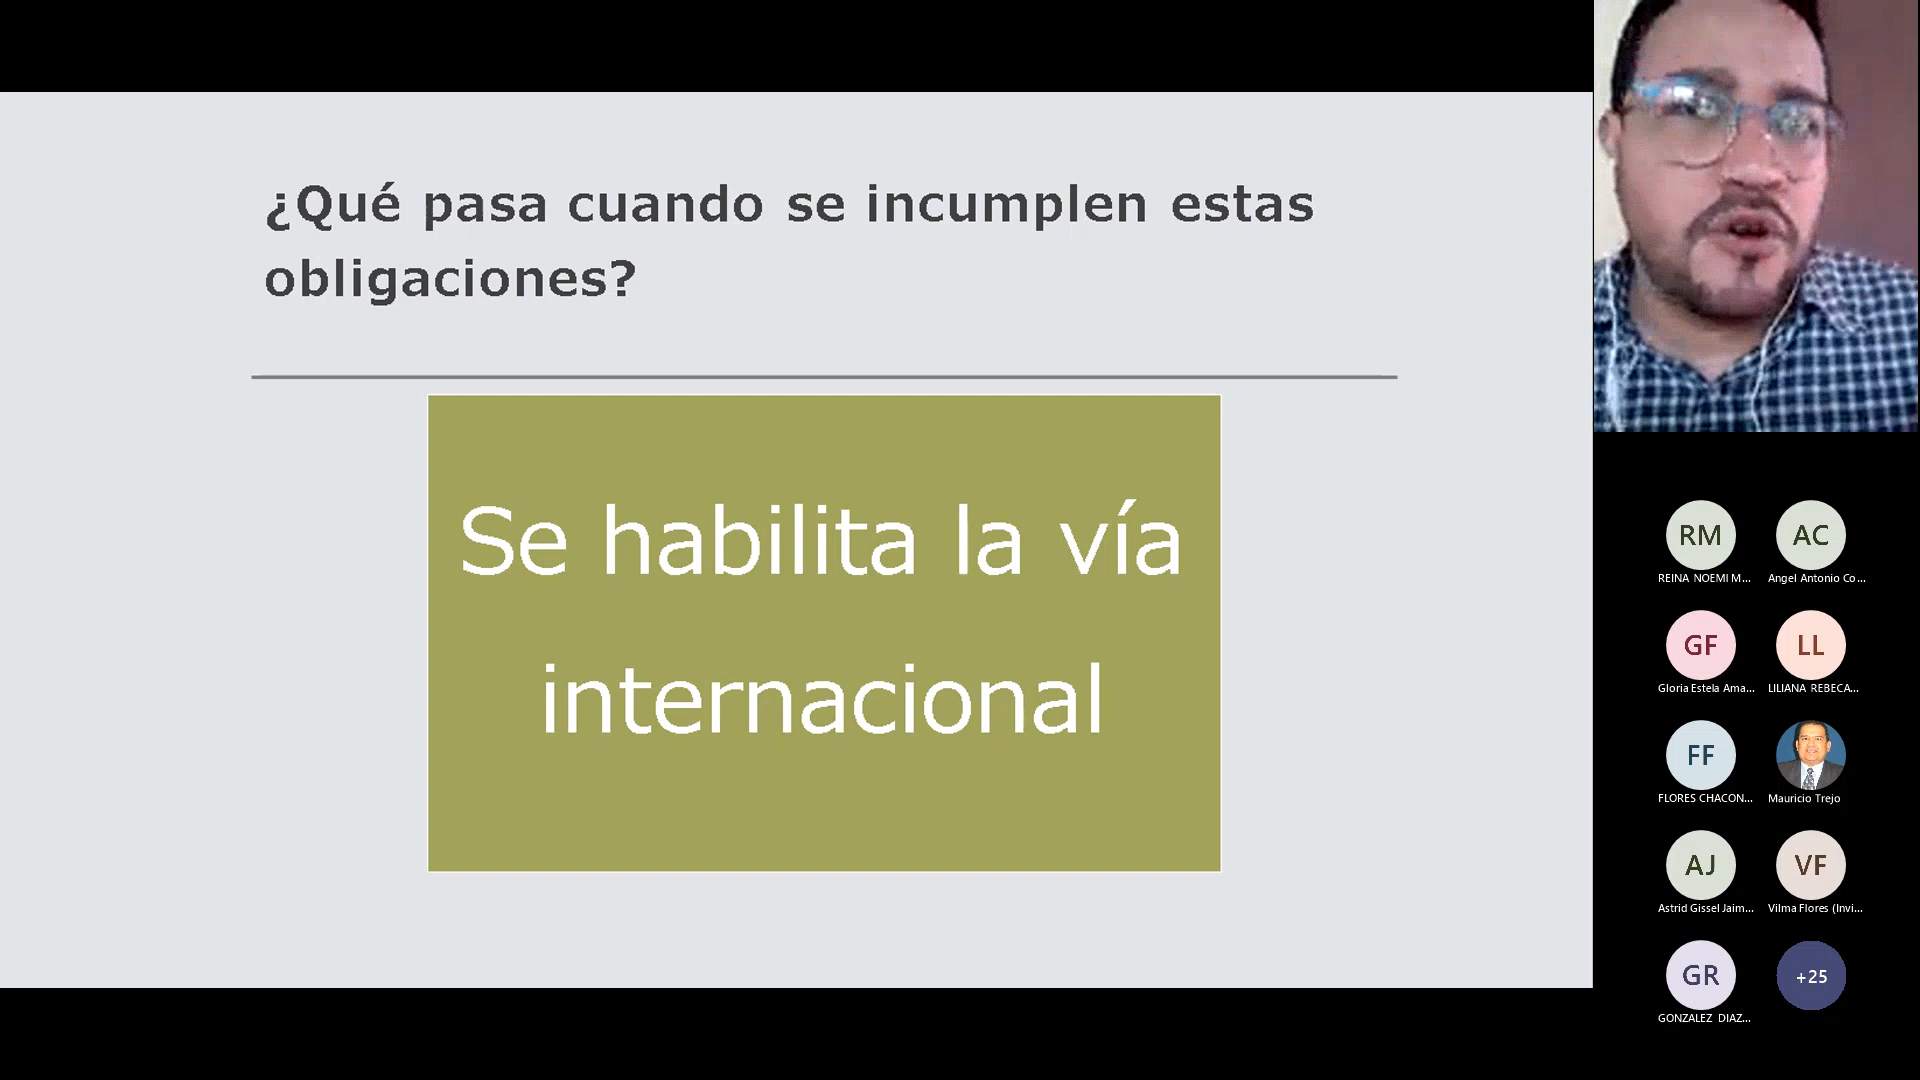 ¿Qué pasa cuando se incumplen estas
obligaciones?
Se habilita la vía
internacional
RM
AC
REINA NOEMI M...
Angel Antonio Co...
GF
LL
Gloria Estela Ama...
LILIANA REBECA...
FF
FLORES CHACON...
Mauricio Trejo
AJ
VF
Astrid Gissel Jaim...
Vilma Flores (Invi...
GR
+25
GONZALEZ DIAZ...